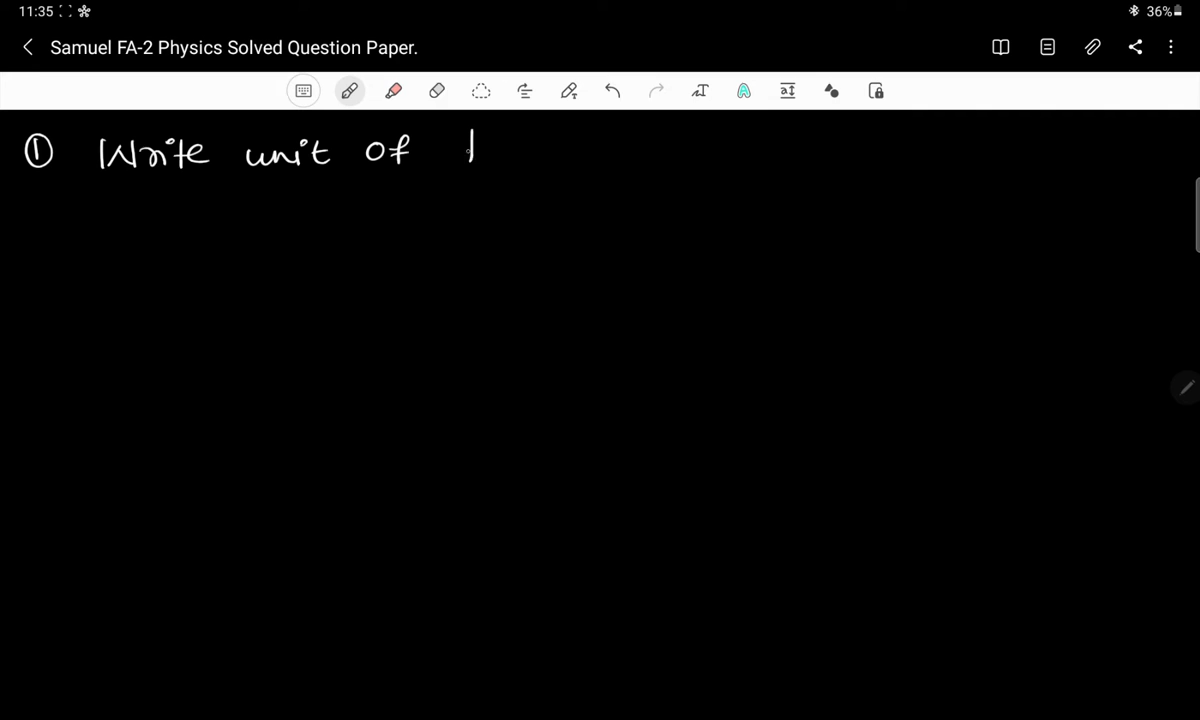 11:35 36%
Samuel FA-2 Physics Solved Question Paper.
① Write unit of